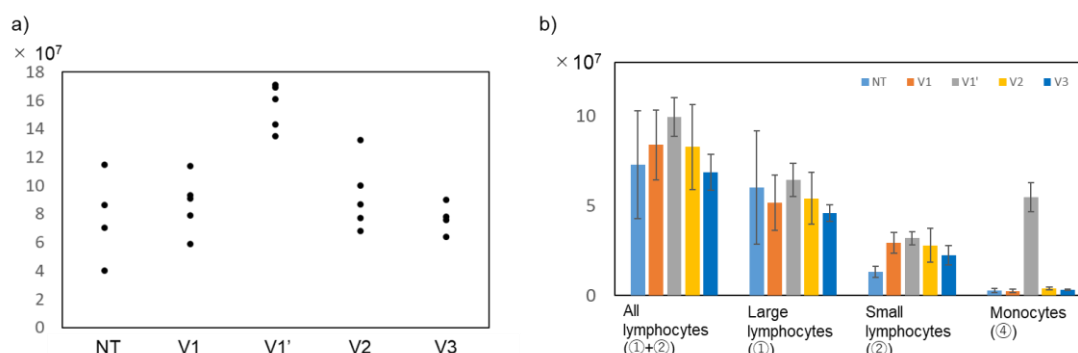 a)
× 10⁷
18
16
14
12
10
8
6
4
2
0
NT V1 V1’ V2 V3
b)
× 10⁷
NT V1 V1' V2 V3
10
5
0
All lymphocytes (①+②)
Large lymphocytes (①)
Small lymphocytes (②)
Monocytes (④)